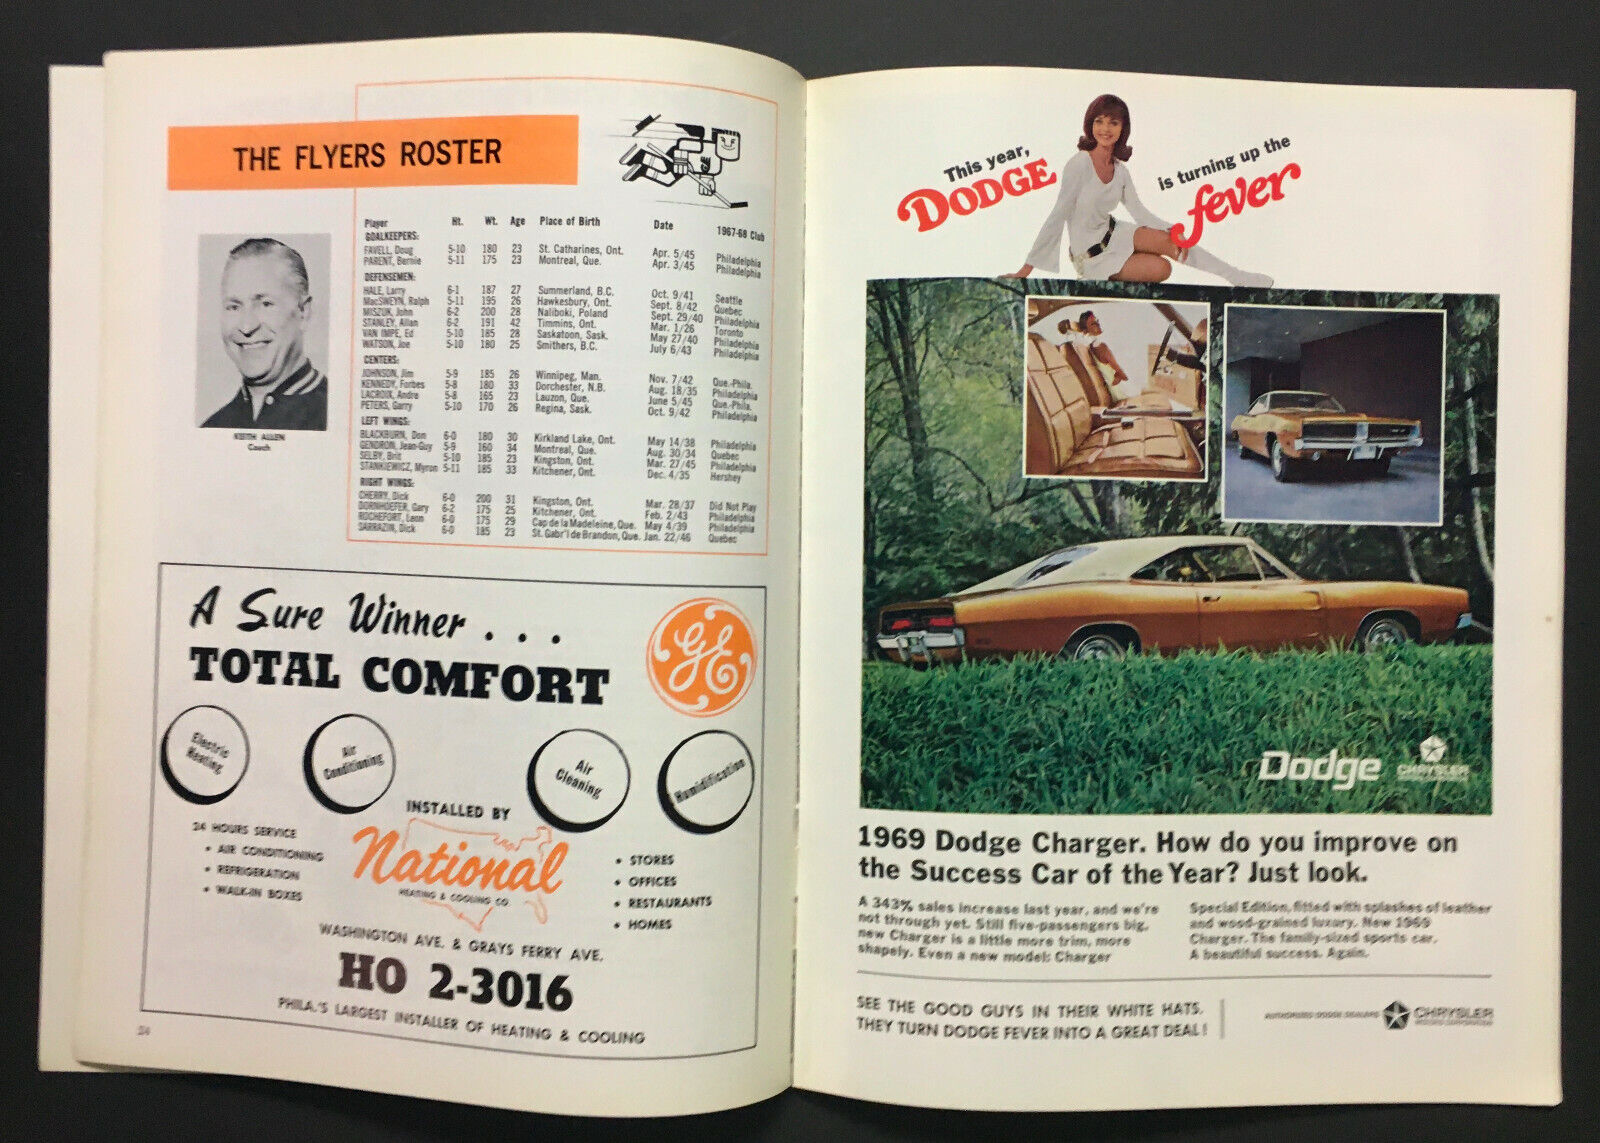 THE FLYERS ROSTER
KEITH ALLEN
Coach
Player Ht. Wt. Age Place of Birth Date 1967-68 Club
GOALKEEPERS:
FAVELL, Doug 5-10 180 23 St. Catharines, Ont. Apr. 5/45 Philadelphia
PARENT, Bernie 5-11 175 23 Montreal, Que. Apr. 3/45 Philadelphia
DEFENSEMEN:
HALE, Larry 6-1 187 27 Summerland, B.C. Oct. 9/41 Seattle
MacSWEYN, Ralph 5-11 195 26 Hawkesbury, Ont. Sept. 8/42 Quebec
MISZUK, John 6-2 200 28 Naliboki, Poland Sept. 29/40 Philadelphia
STANLEY, Allan 6-2 191 42 Timmins, Ont. Mar. 1/26 Toronto
VAN IMPE, Ed 5-10 185 28 Saskatoon, Sask. May 27/40 Philadelphia
WATSON, Joe 5-10 180 25 Smithers, B.C. July 6/43 Philadelphia
CENTERS:
JOHNSON, Jim 5-9 185 26 Winnipeg, Man. Nov. 7/42 Que.-Phila.
KENNEDY, Forbes 5-8 180 33 Dorchester, N.B. Aug. 18/35 Philadelphia
LACROIX, Andre 5-8 165 23 Lauzon, Que. June 5/45 Que.-Phila.
PETERS, Garry 5-10 170 26 Regina, Sask. Oct. 9/42 Philadelphia
LEFT WINGS:
BLACKBURN, Don 6-0 180 30 Kirkland Lake, Ont. May 14/38 Philadelphia
GENDRON, Jean-Guy 5-9 160 34 Montreal, Que. Aug. 30/34 Quebec
SELBY, Brit 5-10 185 23 Kingston, Ont. Mar. 27/45 Philadelphia
STANKIEWICZ, Myron 5-11 185 33 Kitchener, Ont. Dec. 4/35 Hershey
RIGHT WINGS:
CHERRY, Dick 6-0 200 31 Kingston, Ont. Mar. 28/37 Did Not Play
DORNHOEFER, Gary 6-2 175 25 Kitchener, Ont. Feb. 2/43 Philadelphia
ROCHEFORT, Leon 6-0 175 29 Cap de la Madeleine, Que. May 4/39 Philadelphia
SARRAZIN, Dick 6-0 185 23 St. Gabr'l de Brandon, Que. Jan. 22/46 Quebec
A Sure Winner . . .
TOTAL COMFORT
GE
Electric
Heating
Air
Conditioning
Air
Cleaning
Humidification
INSTALLED BY
National
HEATING & COOLING CO.
24 HOURS SERVICE
• AIR CONDITIONING
• REFRIGERATION
• WALK-IN BOXES
• STORES
• OFFICES
• RESTAURANTS
• HOMES
WASHINGTON AVE. & GRAYS FERRY AVE.
HO 2-3016
PHILA.'S LARGEST INSTALLER OF HEATING & COOLING
24
This year,
DODGE
is turning up the
fever
Dodge
CHRYSLER
1969 Dodge Charger. How do you improve on
the Success Car of the Year? Just look.
A 343% sales increase last year, and we're
not through yet. Still five-passengers big,
new Charger is a little more trim, more
shapely. Even a new model: Charger
Special Edition, fitted with splashes of leather
and wood-grained luxury. New 1969
Charger. The family-sized sports car.
A beautiful success. Again.
SEE THE GOOD GUYS IN THEIR WHITE HATS.
THEY TURN DODGE FEVER INTO A GREAT DEAL!
AUTHORIZED DODGE DEALERS
CHRYSLER
MOTORS CORPORATION